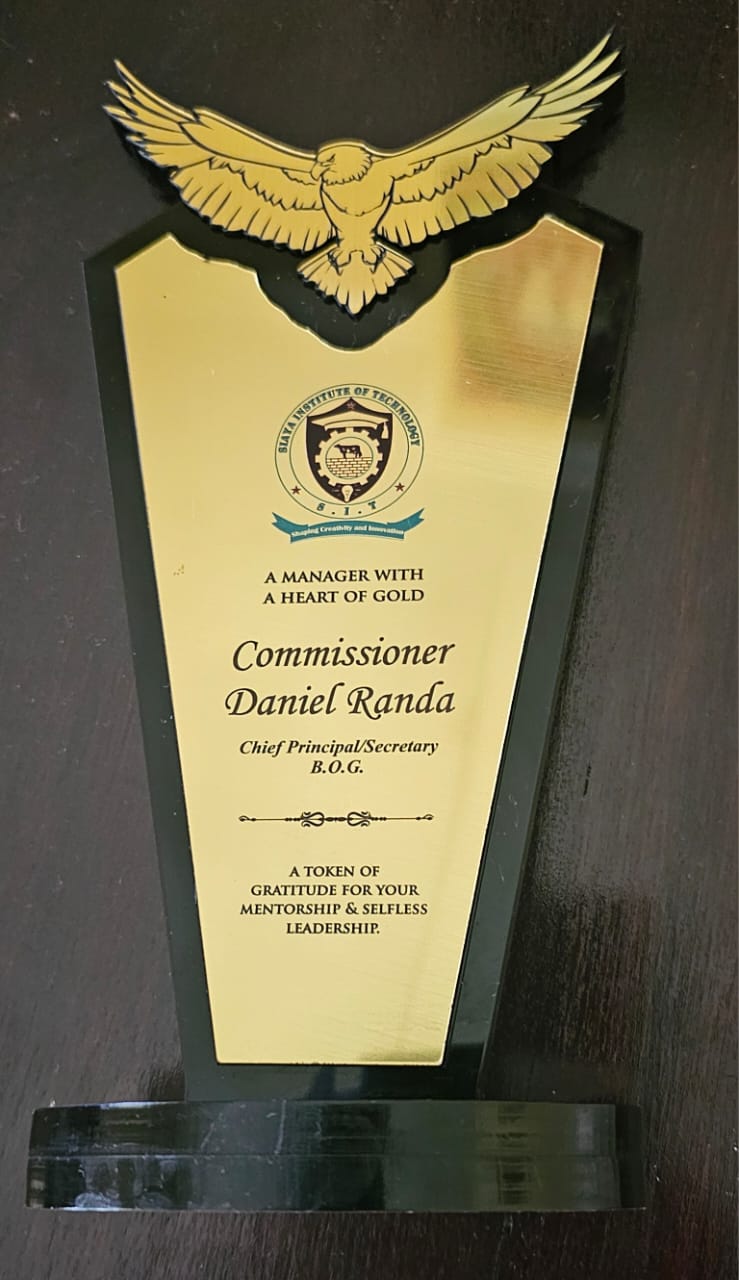 SIAYA INSTITUTE OF TECHNOLOGY
S.I.T
Shaping Creativity and Innovation
A MANAGER WITH
A HEART OF GOLD
Commissioner
Daniel Randa
Chief Principal/Secretary
B.O.G.
A TOKEN OF
GRATITUDE FOR YOUR
MENTORSHIP & SELFLESS
LEADERSHIP.